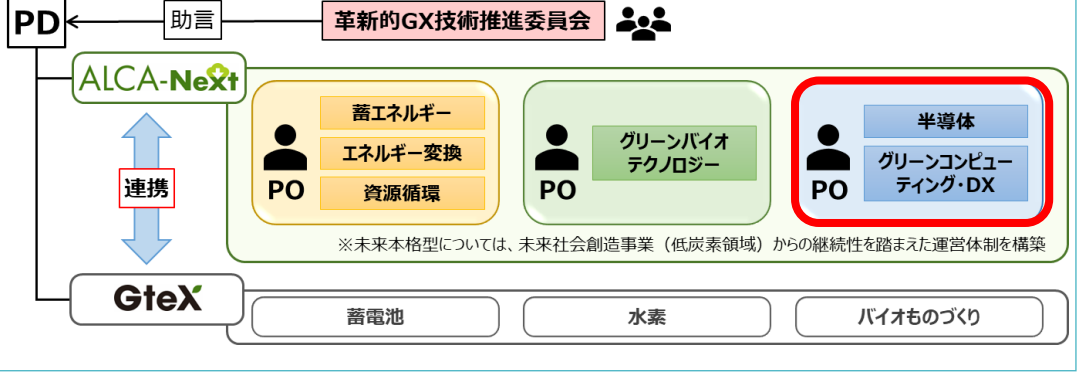 PD
助言
革新的GX技術推進委員会
ALCA-Next
PO
蓄エネルギー
エネルギー変換
資源循環
PO
グリーンバイオ
テクノロジー
PO
半導体
グリーンコンピュー
ティング・DX
連携
※未来本格型については、未来社会創造事業（低炭素領域）からの継続性を踏まえた運営体制を構築
GteX
蓄電池
水素
バイオものづくり